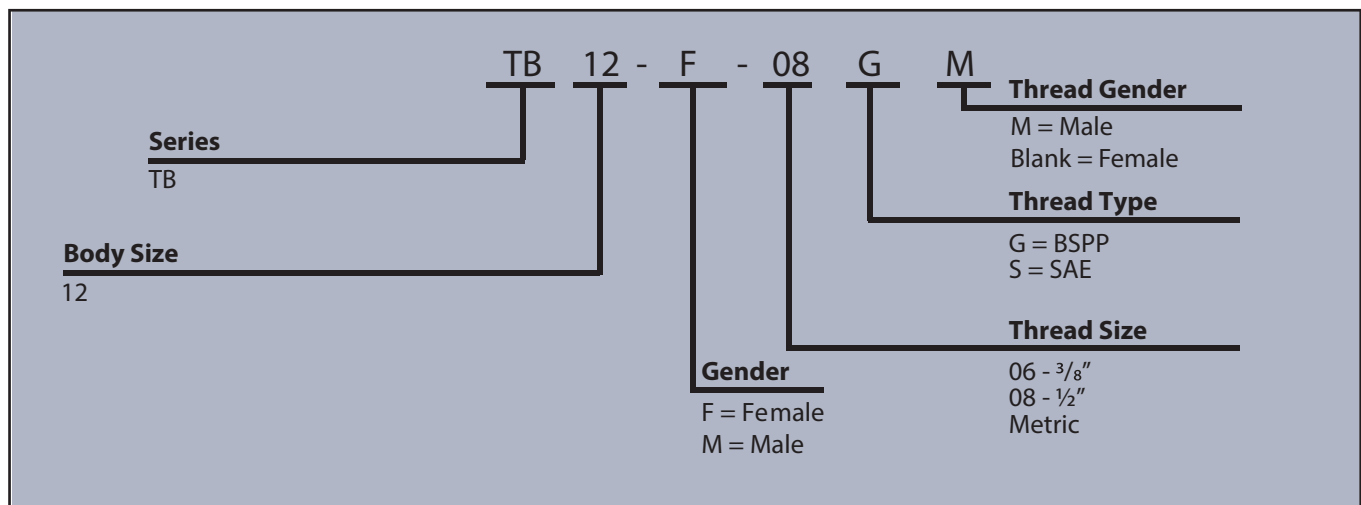 TB 12 - F - 08 G M
Thread Gender
M = Male
Blank = Female
Series
TB
Thread Type
G = BSPP
S = SAE
Body Size
12
Thread Size
06 - ³/₈"
08 - ½"
Metric
Gender
F = Female
M = Male